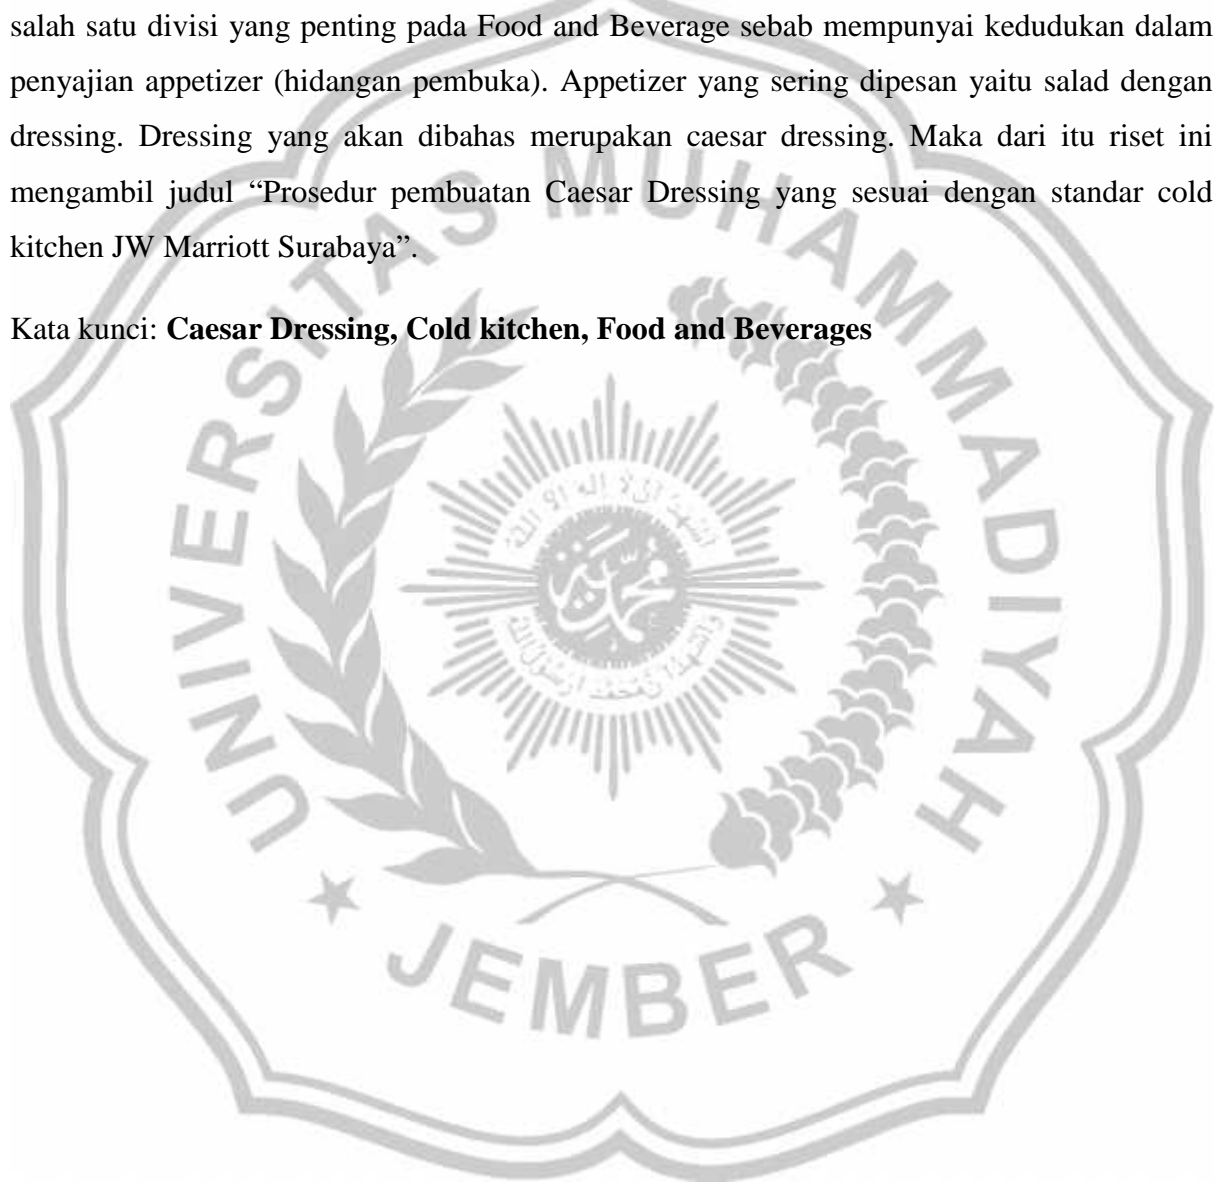 salah satu divisi yang penting pada Food and Beverage sebab mempunyai kedudukan dalam
penyajian appetizer (hidangan pembuka). Appetizer yang sering dipesan yaitu salad dengan
dressing. Dressing yang akan dibahas merupakan caesar dressing. Maka dari itu riset ini
mengambil judul “Prosedur pembuatan Caesar Dressing yang sesuai dengan standar cold
kitchen JW Marriott Surabaya”.
Kata kunci: Caesar Dressing, Cold kitchen, Food and Beverages
UNIVERSITAS MUHAMMADIYAH
JEMBER